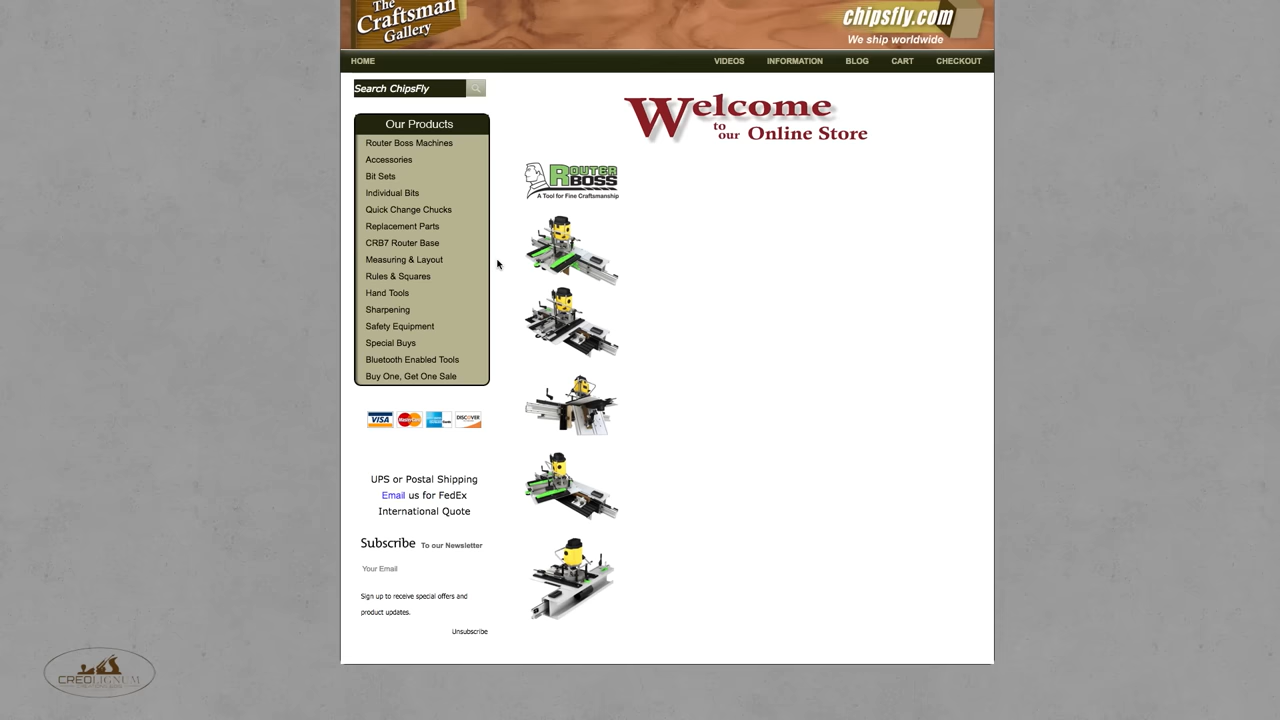 The
Craftsman
Gallery
chipsfly.com
We ship worldwide
HOME
VIDEOS
INFORMATION
BLOG
CART
CHECKOUT
Search ChipsFly
Our Products
Router Boss Machines
Accessories
Bit Sets
Individual Bits
Quick Change Chucks
Replacement Parts
CRB7 Router Base
Measuring & Layout
Rules & Squares
Hand Tools
Sharpening
Safety Equipment
Special Buys
Bluetooth Enabled Tools
Buy One, Get One Sale
VISA
MasterCard
DISCOVER
UPS or Postal Shipping
Email us for FedEx
International Quote
Subscribe To our Newsletter
Your Email
Sign up to receive special offers and
product updates.
Unsubscribe
Welcome
to our Online Store
ROUTER
BOSS
A Tool for Fine Craftsmanship
CREOLIGNUM